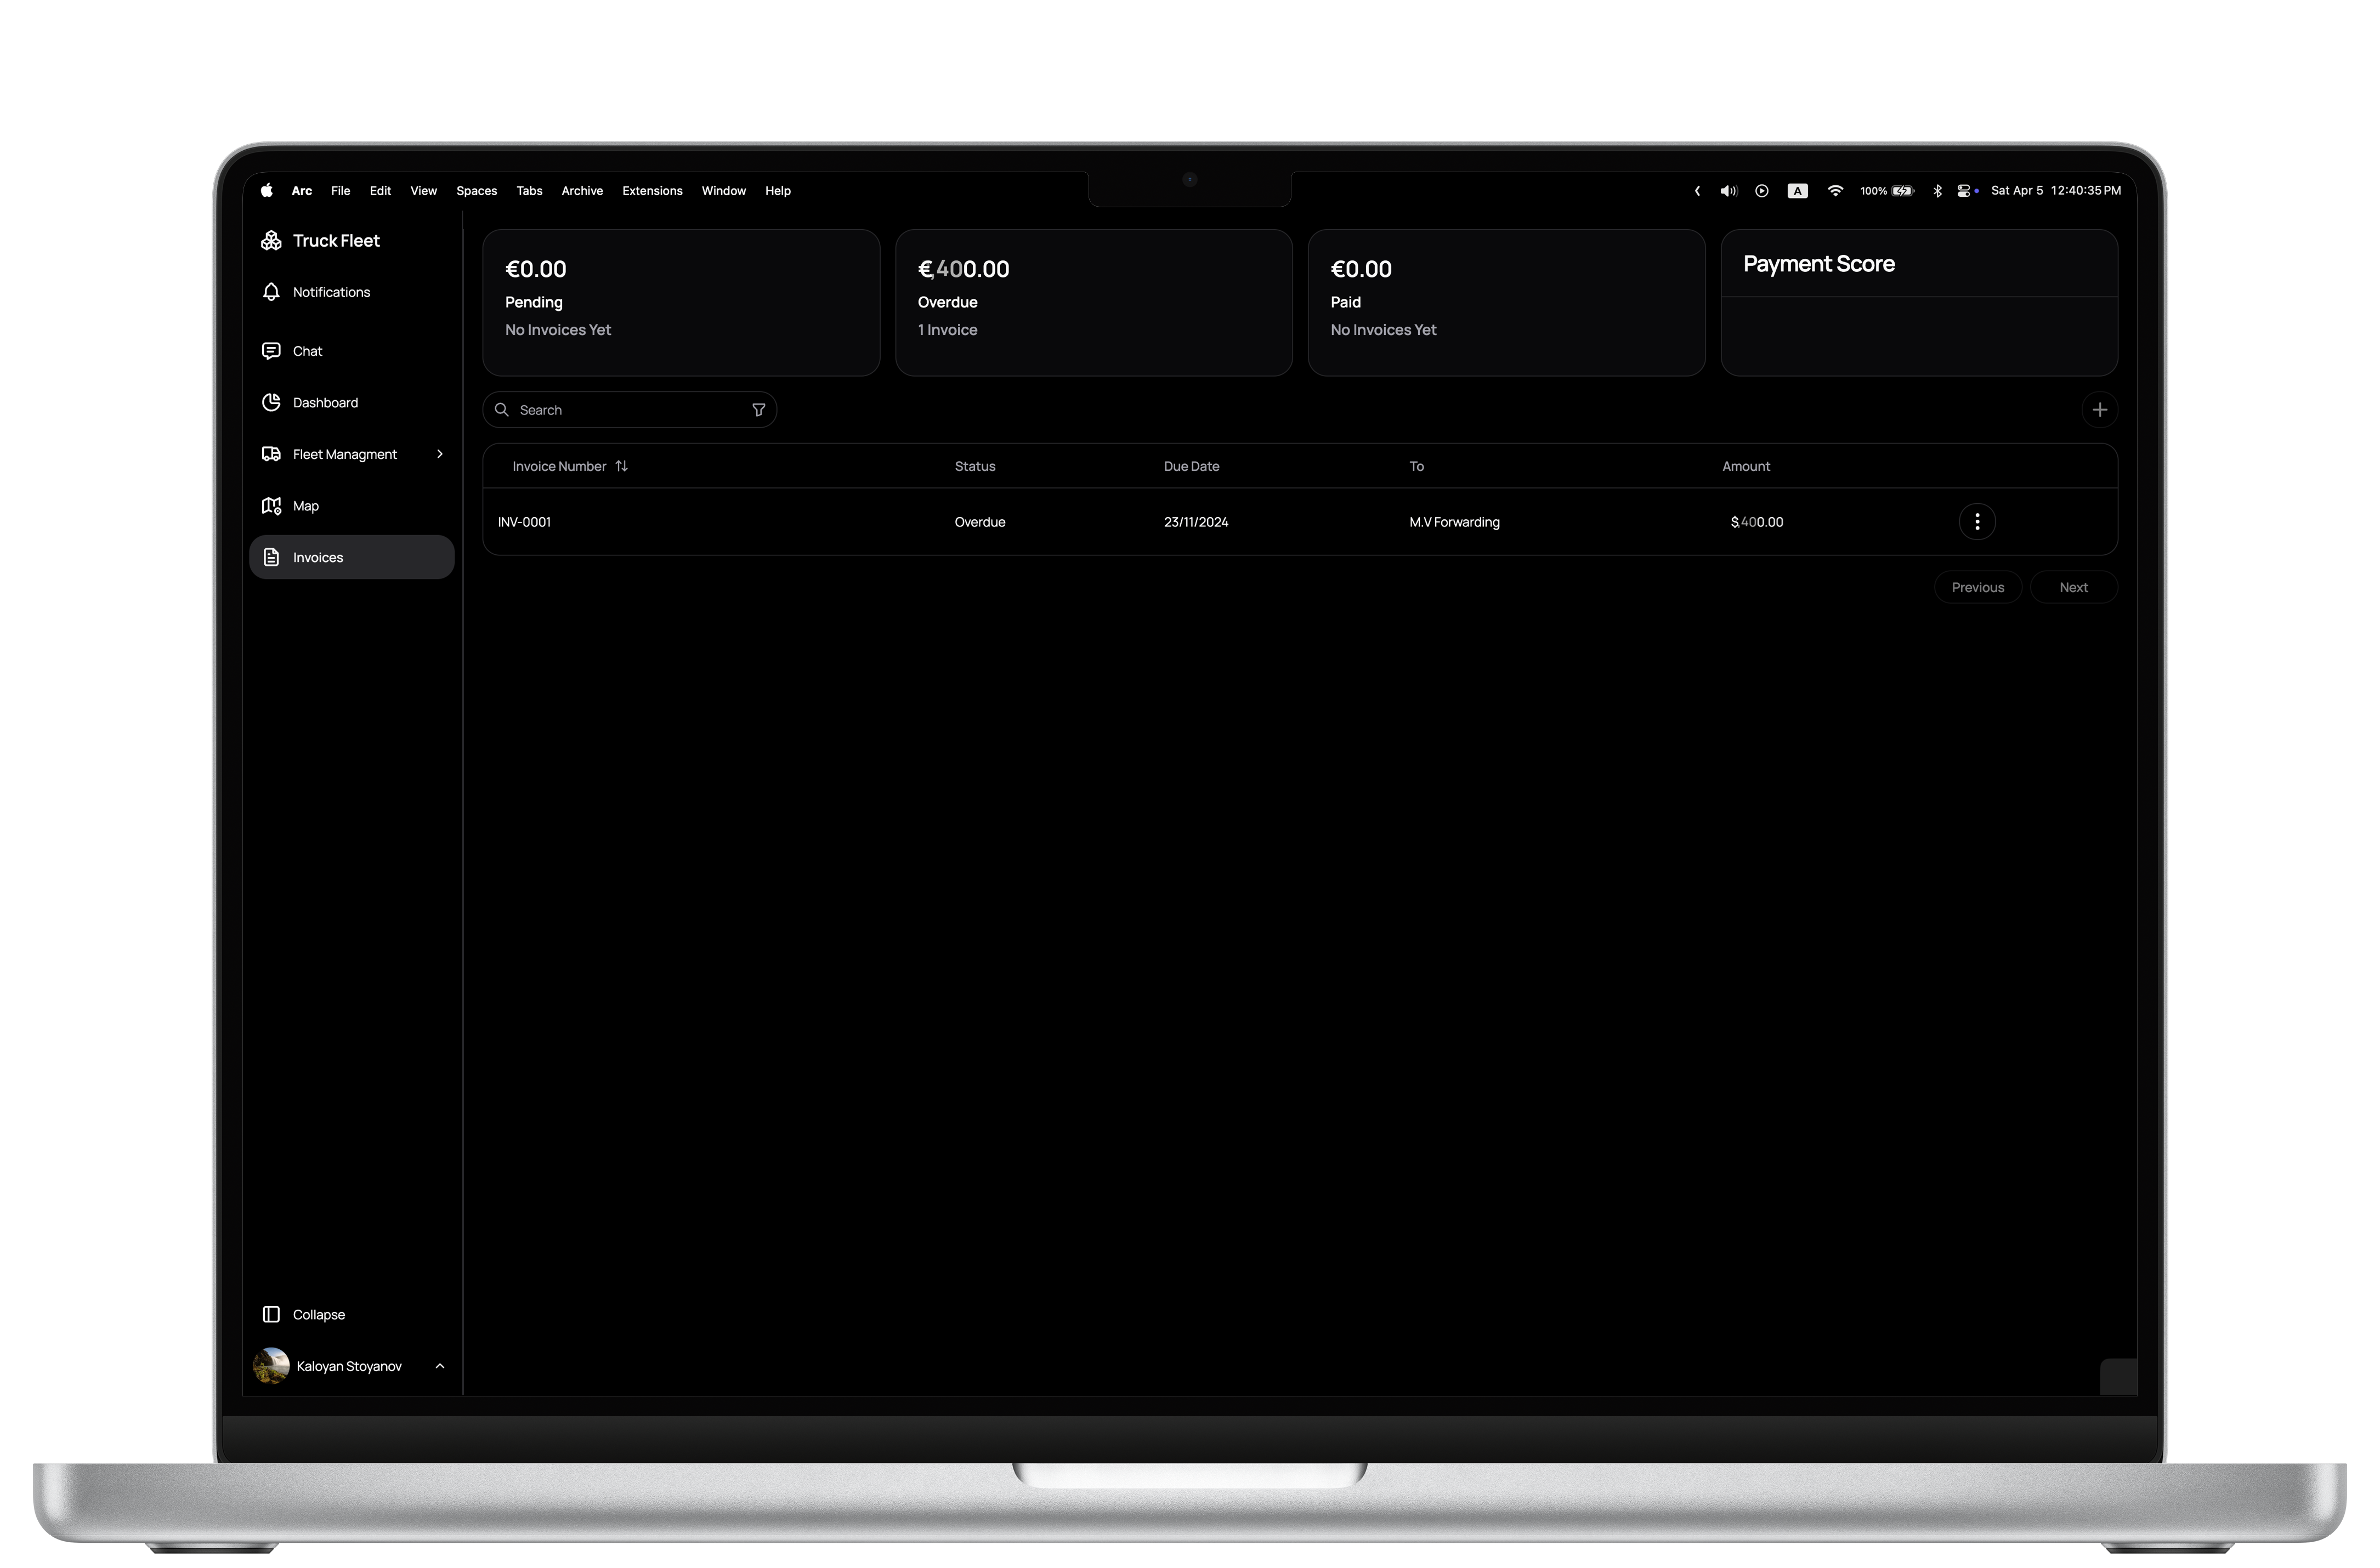 Arc File Edit View Spaces Tabs Archive Extensions Window Help
A 100% Sat Apr 5 12:40:35 PM
Truck Fleet
Notifications
Chat
Dashboard
Fleet Managment
Map
Invoices
Collapse
Kaloyan Stoyanov
€0.00
Pending
No Invoices Yet
€,400.00
Overdue
1 Invoice
€0.00
Paid
No Invoices Yet
Payment Score
Search
Invoice Number Status Due Date To Amount
INV-0001 Overdue 23/11/2024 M.V Forwarding $,400.00
Previous Next